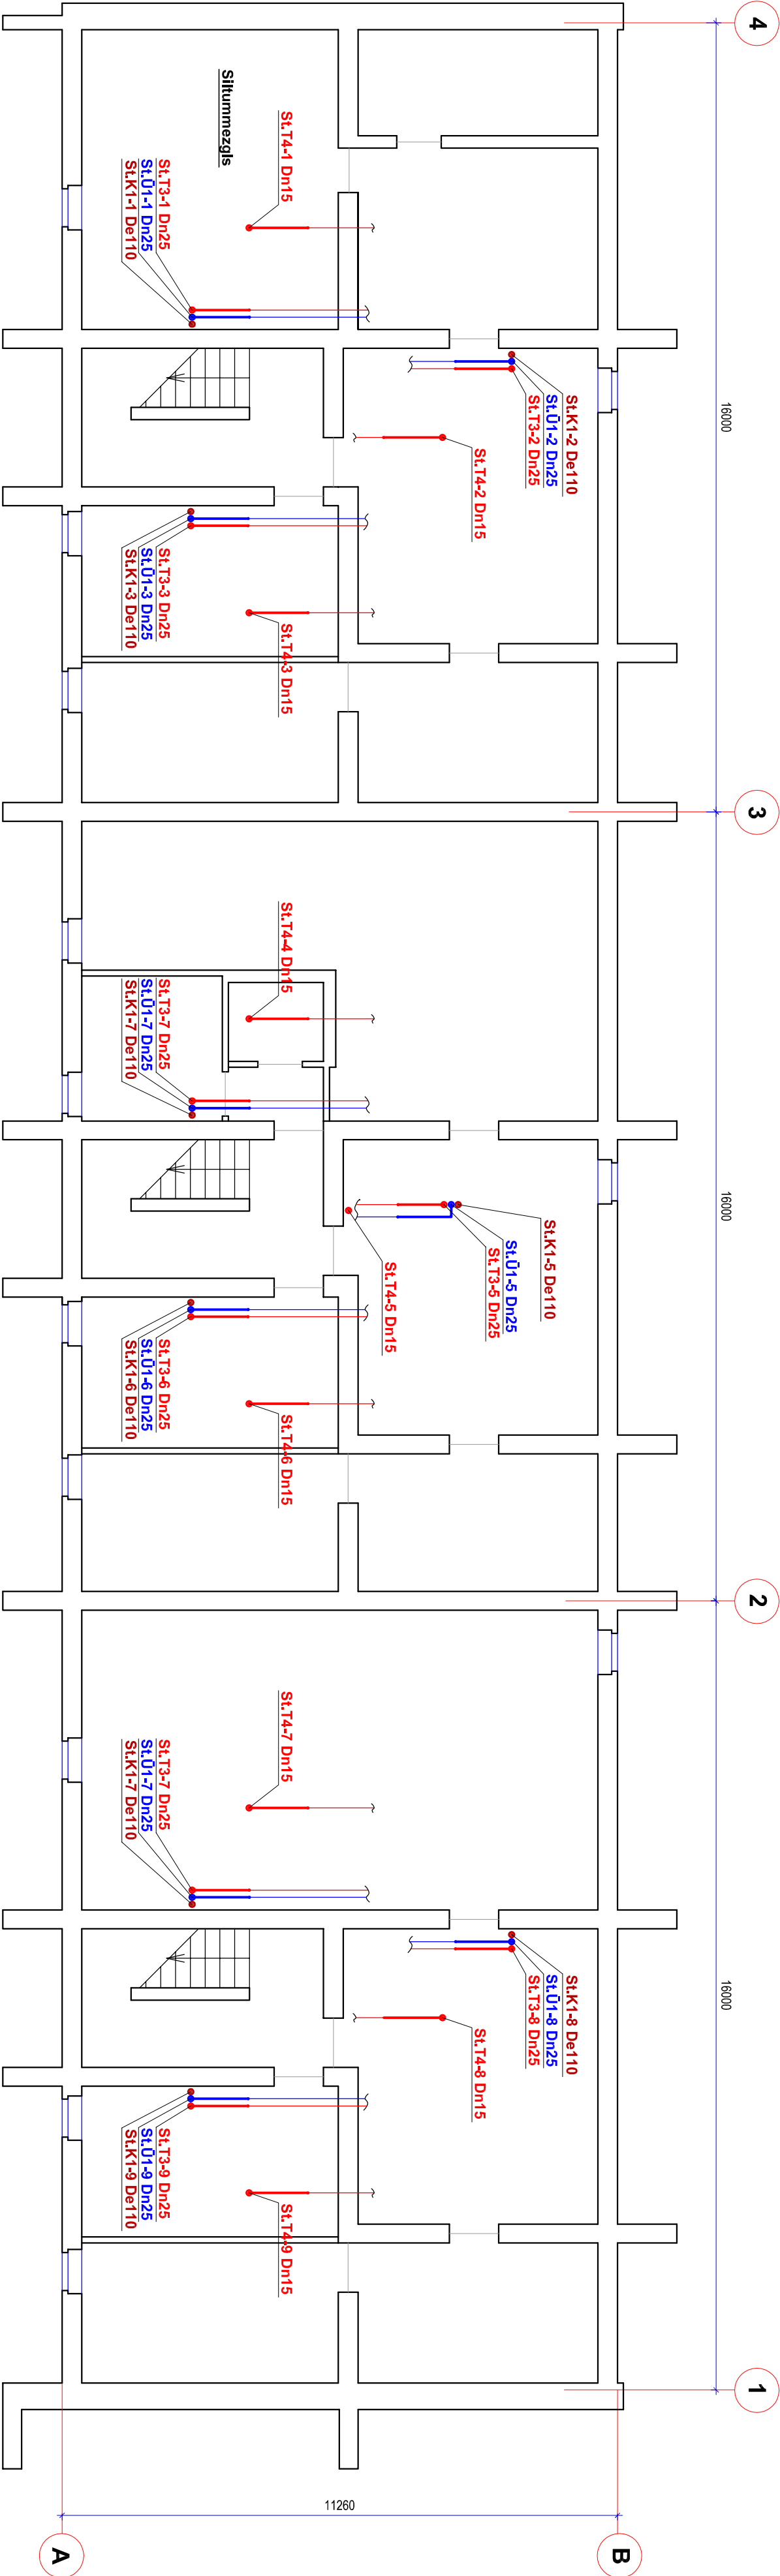 4
3
2
1
16000
16000
16000
11260
A
B
Siltummezgls
St.T4-1 Dn15
St.T3-1 Dn25
St.Ū1-1 Dn25
St.K1-1 De110
St.K1-2 De110
St.Ū1-2 Dn25
St.T3-2 Dn25
St.T4-2 Dn15
St.T3-3 Dn25
St.Ū1-3 Dn25
St.K1-3 De110
St.T4-3 Dn15
St.T4-4 Dn15
St.T3-7 Dn25
St.Ū1-7 Dn25
St.K1-7 De110
St.K1-5 De110
St.Ū1-5 Dn25
St.T3-5 Dn25
St.T4-5 Dn15
St.T3-6 Dn25
St.Ū1-6 Dn25
St.K1-6 De110
St.T4-6 Dn15
St.T4-7 Dn15
St.T3-7 Dn25
St.Ū1-7 Dn25
St.K1-7 De110
St.K1-8 De110
St.Ū1-8 Dn25
St.T3-8 Dn25
St.T4-8 Dn15
St.T3-9 Dn25
St.Ū1-9 Dn25
St.K1-9 De110
St.T4-9 Dn15